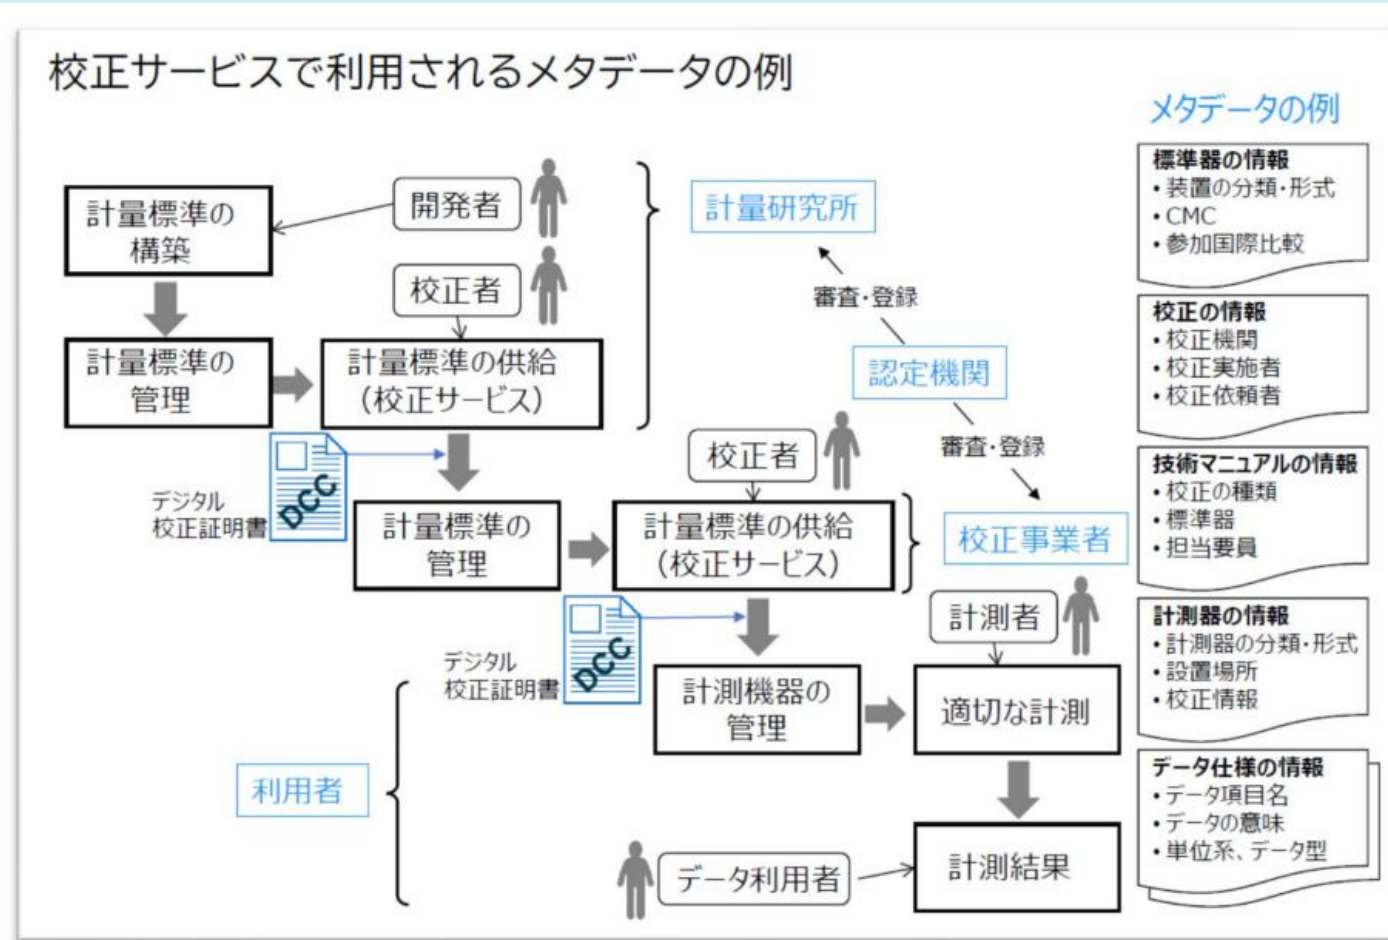 校正サービスで利用されるメタデータの例
計量標準の
構築
開発者
計量研究所
校正者
計量標準の
管理
計量標準の供給
（校正サービス）
審査・登録
認定機関
審査・登録
デジタル
校正証明書
DCC
計量標準の
管理
校正者
計量標準の供給
（校正サービス）
校正事業者
デジタル
校正証明書
DCC
計測機器の
管理
計測者
適切な計測
利用者
データ利用者
計測結果
メタデータの例
標準器の情報
・装置の分類・形式
・CMC
・参加国際比較
校正の情報
・校正機関
・校正実施者
・校正依頼者
技術マニュアルの情報
・校正の種類
・標準器
・担当要員
計測器の情報
・計測器の分類・形式
・設置場所
・校正情報
データ仕様の情報
・データ項目名
・データの意味
・単位系、データ型